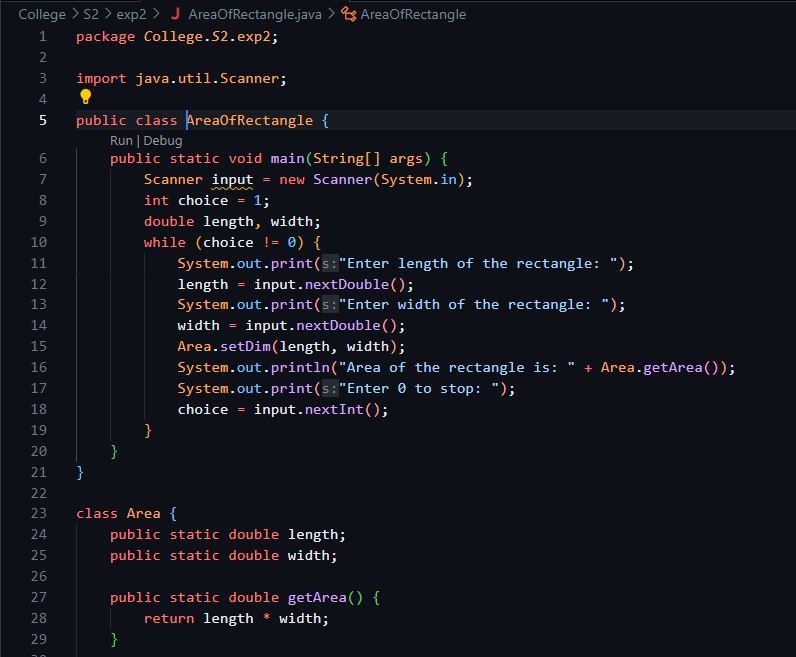 College > S2 > exp2 > J AreaOfRectangle.java > AreaOfRectangle
1 package College.S2.exp2;
2
3 import java.util.Scanner;
4
5 public class AreaOfRectangle {
Run | Debug
6 public static void main(String[] args) {
7 Scanner input = new Scanner(System.in);
8 int choice = 1;
9 double length, width;
10 while (choice != 0) {
11 System.out.print(s:"Enter length of the rectangle: ");
12 length = input.nextDouble();
13 System.out.print(s:"Enter width of the rectangle: ");
14 width = input.nextDouble();
15 Area.setDim(length, width);
16 System.out.println("Area of the rectangle is: " + Area.getArea());
17 System.out.print(s:"Enter 0 to stop: ");
18 choice = input.nextInt();
19 }
20 }
21 }
22
23 class Area {
24 public static double length;
25 public static double width;
26
27 public static double getArea() {
28 return length * width;
29 }